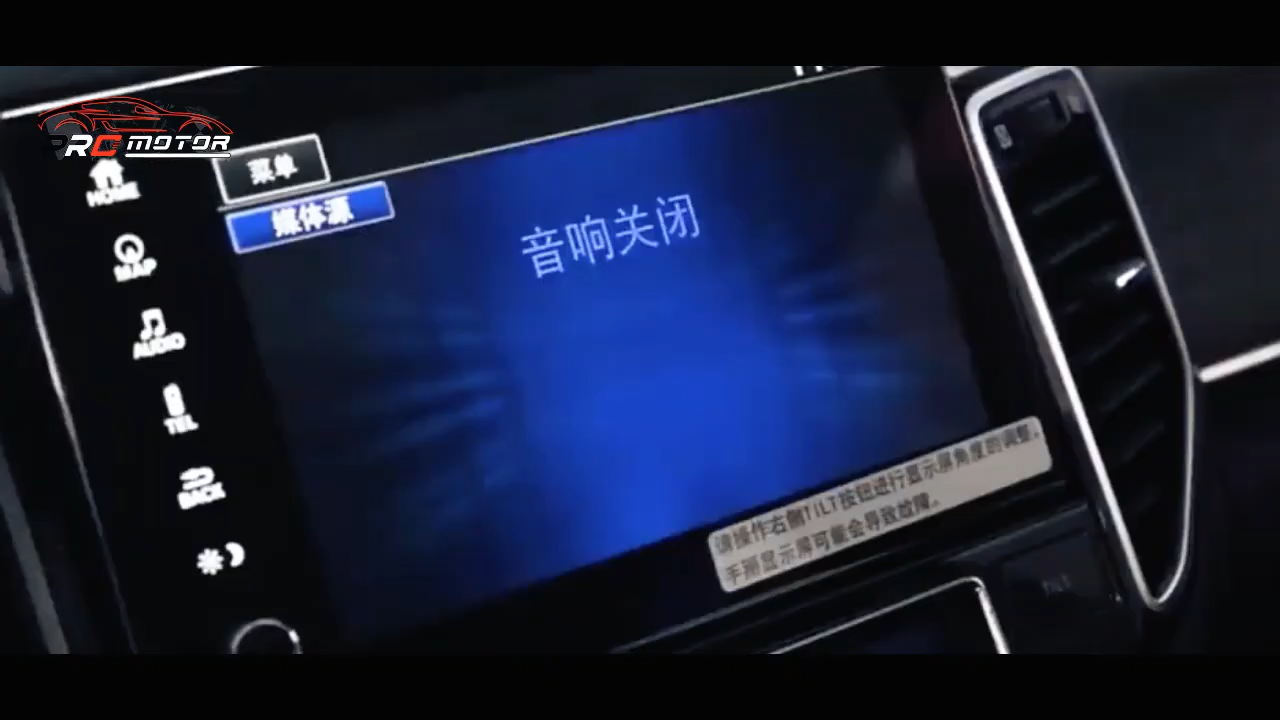 PRC MOTOR
HOME
菜单
媒体源
音响关闭
MAP
AUDIO
TEL
BACK
请操作右侧TILT按钮进行显示屏角度的调整。
手掰显示屏可能会导致故障。